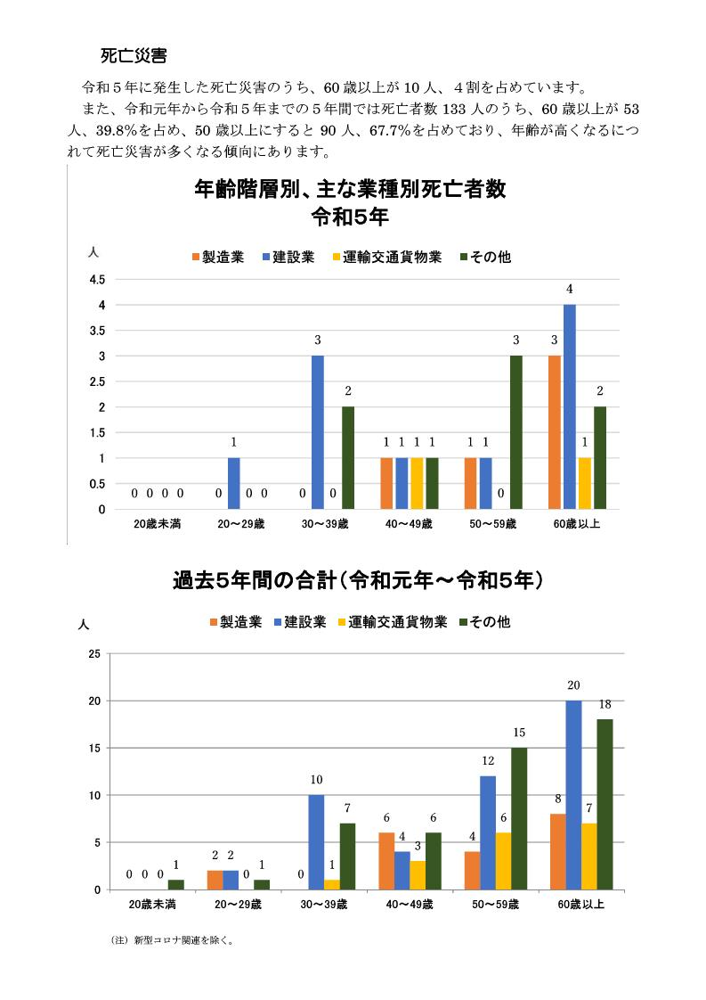 死亡災害
令和５年に発生した死亡災害のうち、60 歳以上が 10 人、４割を占めています。
また、令和元年から令和５年までの５年間では死亡者数 133 人のうち、60 歳以上が 53
人、39.8%を占め、50 歳以上にすると 90 人、67.7%を占めており、年齢が高くなるにつ
れて死亡災害が多くなる傾向にあります。
年齢階層別、主な業種別死亡者数
令和5年
人
製造業 建設業 運輸交通貨物業 その他
4.5
4
3.5
3
2.5
2
1.5
1
0.5
0
0 0 0 0
0 1 0 0
0 3 0 2
1 1 1 1
1 1 0 3
3 4 1 2
20歳未満 20～29歳 30～39歳 40～49歳 50～59歳 60歳以上
過去5年間の合計（令和元年～令和5年）
人
製造業 建設業 運輸交通貨物業 その他
25
20
15
10
5
0
0 0 0 1
2 2 0 1
0 10 1 7
6 4 3 6
4 12 6 15
8 20 7 18
20歳未満 20～29歳 30～39歳 40～49歳 50～59歳 60歳以上
（注）新型コロナ関連を除く。